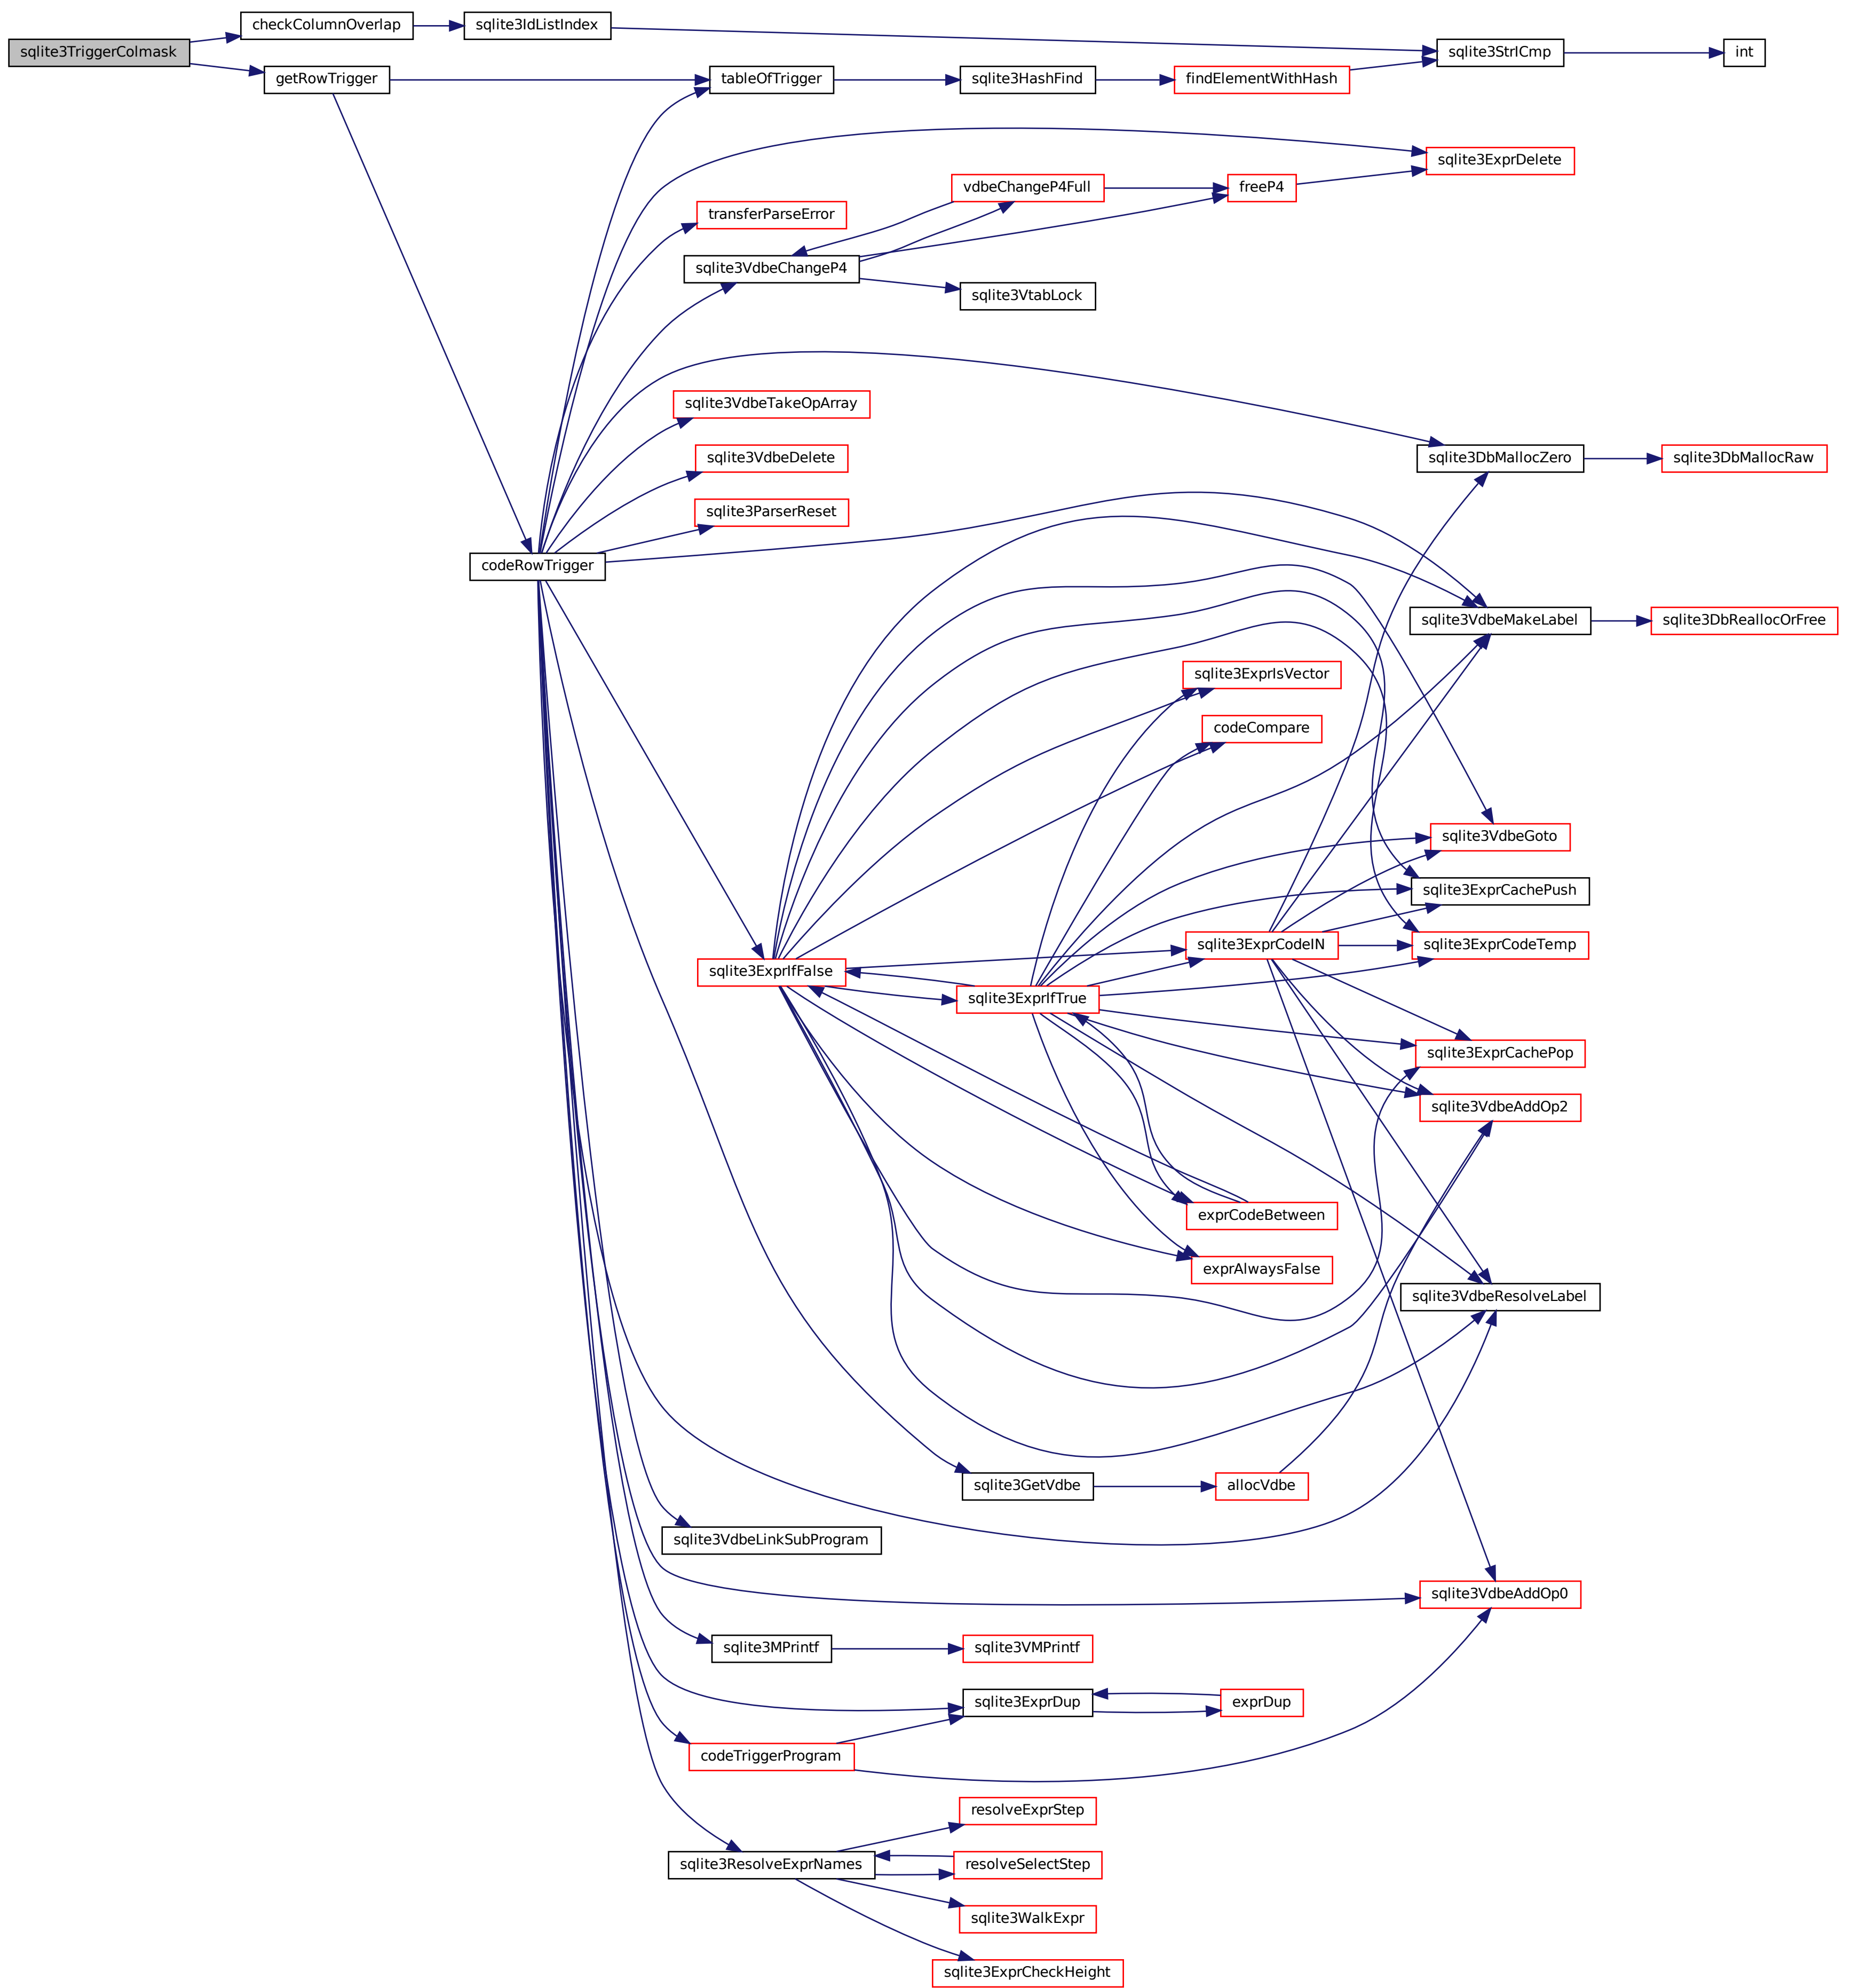 checkColumnOverlap
sqlite3IdListIndex
sqlite3TriggerColmask
sqlite3StrICmp
int
getRowTrigger
tableOfTrigger
sqlite3HashFind
findElementWithHash
sqlite3ExprDelete
vdbeChangeP4Full
freeP4
transferParseError
sqlite3VdbeChangeP4
sqlite3VtabLock
sqlite3VdbeTakeOpArray
sqlite3VdbeDelete
sqlite3DbMallocZero
sqlite3DbMallocRaw
sqlite3ParserReset
codeRowTrigger
sqlite3VdbeMakeLabel
sqlite3DbReallocOrFree
sqlite3ExprIsVector
codeCompare
sqlite3VdbeGoto
sqlite3ExprCachePush
sqlite3ExprCodeIN
sqlite3ExprCodeTemp
sqlite3ExprIfFalse
sqlite3ExprIfTrue
sqlite3ExprCachePop
sqlite3VdbeAddOp2
exprCodeBetween
exprAlwaysFalse
sqlite3VdbeResolveLabel
sqlite3GetVdbe
allocVdbe
sqlite3VdbeLinkSubProgram
sqlite3VdbeAddOp0
sqlite3MPrintf
sqlite3VMPrintf
sqlite3ExprDup
exprDup
codeTriggerProgram
resolveExprStep
sqlite3ResolveExprNames
resolveSelectStep
sqlite3WalkExpr
sqlite3ExprCheckHeight